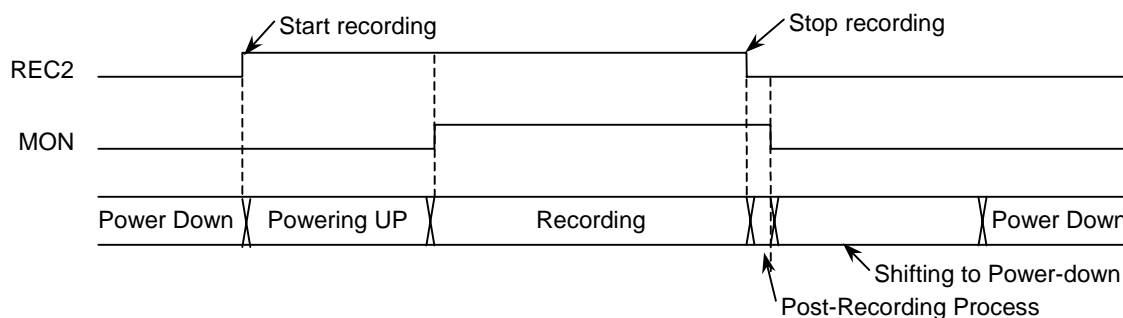 Start recording
Stop recording
REC2
MON
Power Down
Powering UP
Recording
Power Down
Shifting to Power-down
Post-Recording Process